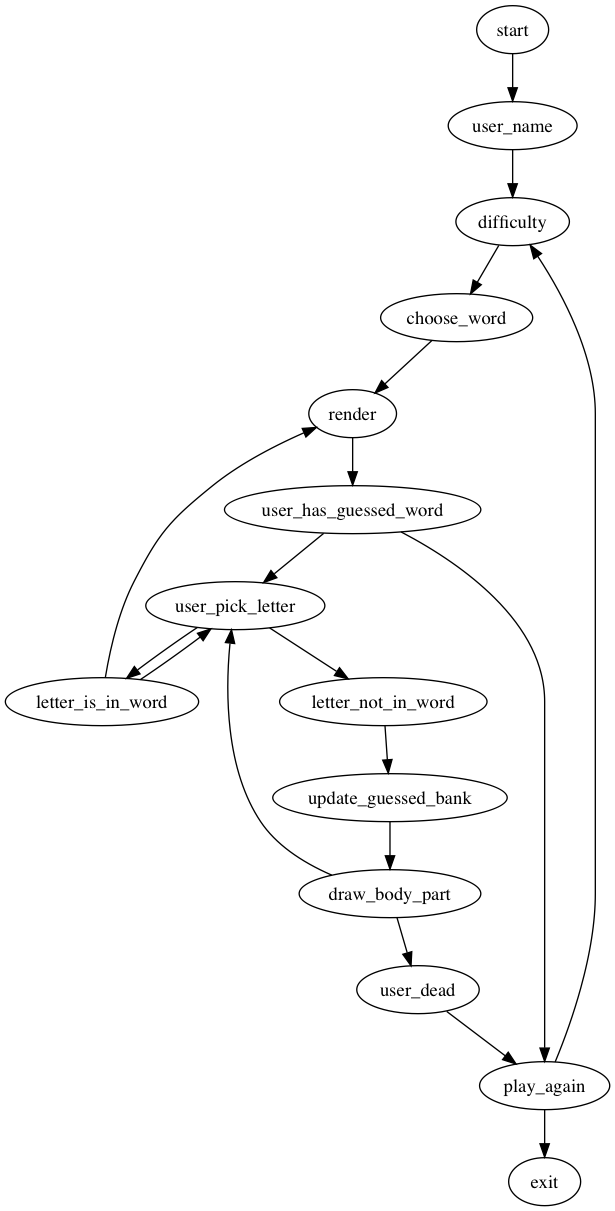 start
user_name
difficulty
choose_word
render
user_has_guessed_word
user_pick_letter
letter_is_in_word
letter_not_in_word
update_guessed_bank
draw_body_part
user_dead
play_again
exit